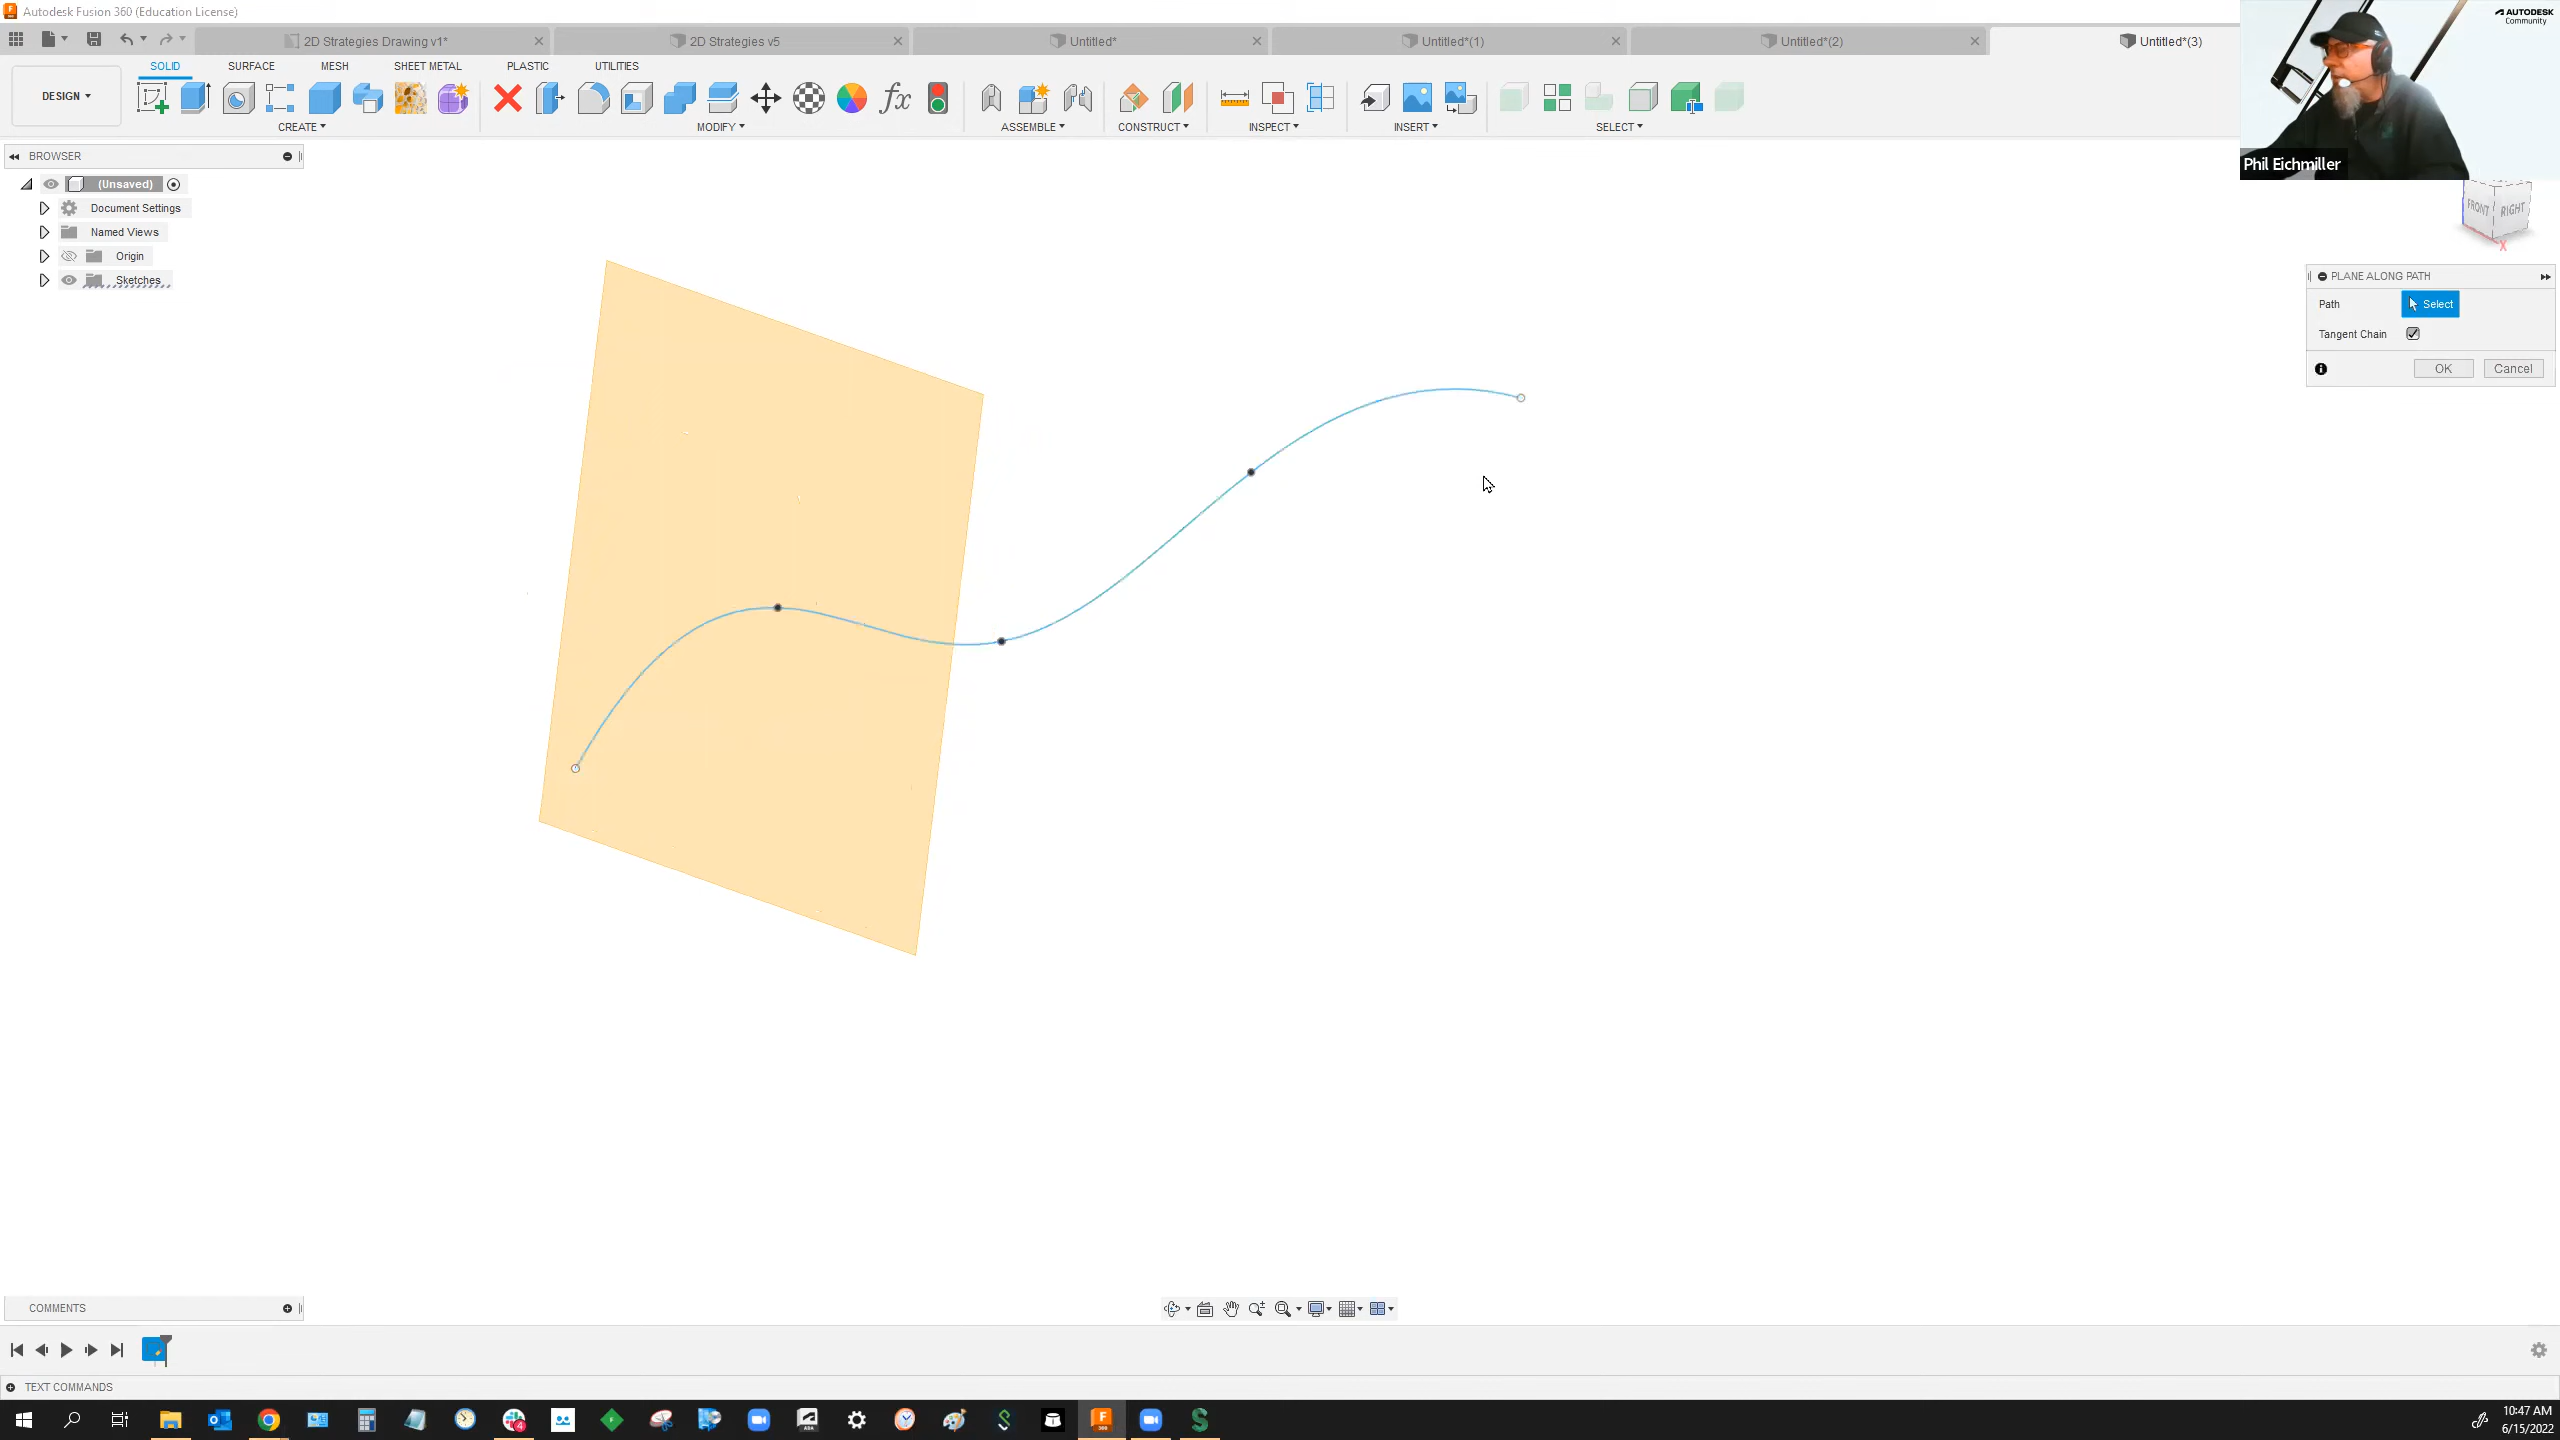 Autodesk Fusion 360 (Education License)
AUTODESK
Community
2D Strategies Drawing v1*
2D Strategies v5
Untitled*
Untitled*(1)
Untitled*(2)
Untitled*(3)
SOLID
SURFACE
MESH
SHEET METAL
PLASTIC
UTILITIES
DESIGN
fx
CREATE
MODIFY
ASSEMBLE
CONSTRUCT
INSPECT
INSERT
SELECT
Phil Eichmiller
BROWSER
(Unsaved)
Document Settings
Named Views
Origin
Sketches
FRONT
RIGHT
X
PLANE ALONG PATH
Path
Select
Tangent Chain
OK
Cancel
COMMENTS
TEXT COMMANDS
10:47 AM
6/15/2022